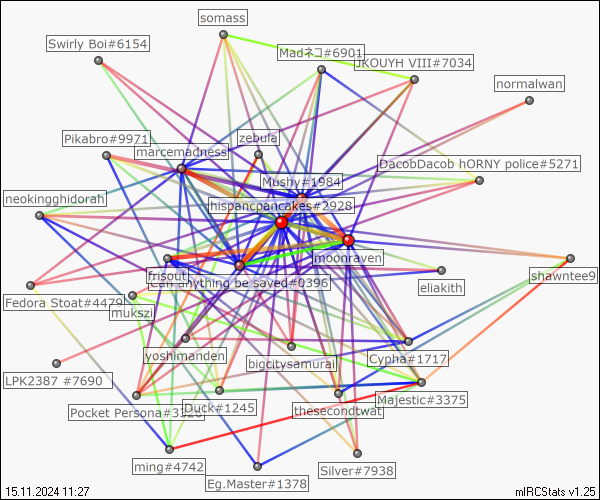 somass
Swirly Boi#6154
Madネコ#6901
JKOUYH VIII#7034
normalwan
Pikabro#9971
zebula
marcemadness
DacobDacob hORNY police#5271
Mushy#1984
neokingghidorah
hispancpancakes#2928
moonraven
frisout
shawntee9
can anything be saved#0396
eliakith
Fedora Stoat#4479
mukszi
yoshimanden
Cypha#1717
bigcitysamurai
LPK2387 #7690
Majestic#3375
Pocket Persona#3328
Duck#1245
thesecondtwat
ming#4742
Silver#7938
Eg.Master#1378
15.11.2024 11:27
mIRCStats v1.25